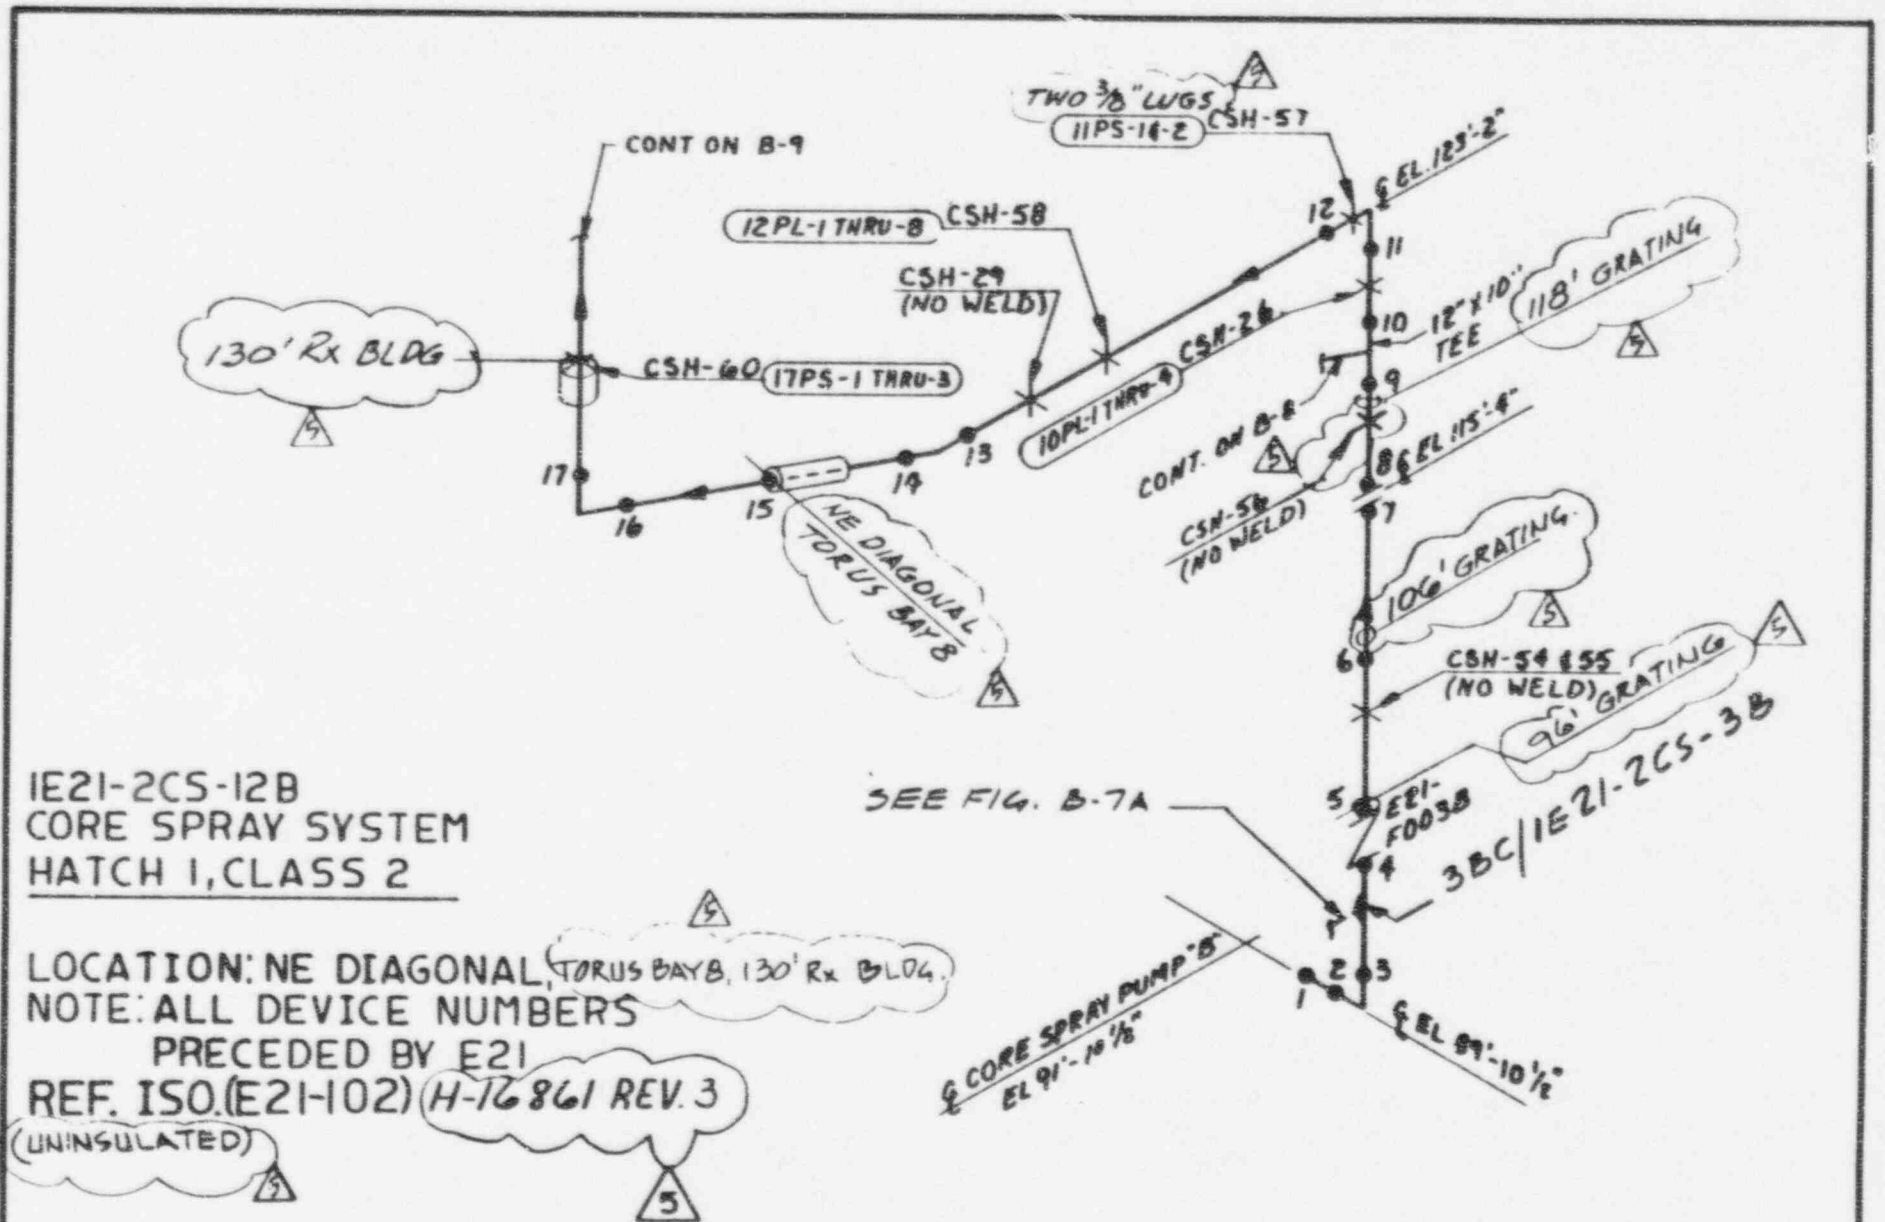 5
TWO 3/8" LUGS
11PS-1[?]-2 CSH-57
CONT ON B-9
℄ EL. 123'-2"
12
12PL-1 THRU-8 CSH-58
11
CSH-29
(NO WELD)
118' GRATING
5
12" X 10"
TEE
10
CSH-26
10PL-1 THRU-4
130' Rx BLDG
5
CSH-60 17PS-1 THRU-3
9
CONT. ON
5
13
14
℄ EL 115'-4"
8
7
17
15
16
(NO WELD)
NE DIAGONAL
TORUS BAY 8
5
106' GRATING
5
6
CSH-54 & 55
(NO WELD)
96' GRATING
5
5
E21-
F003B
3BC/1E21-2CS-3B
SEE FIG. B-7A
4
1E21-2CS-12B
CORE SPRAY SYSTEM
HATCH 1, CLASS 2
5
1
2
3
℄ CORE SPRAY PUMP "B"
EL 91'-10 1/8"
℄ EL 89'-10 1/2"
LOCATION: NE DIAGONAL, TORUS BAY 8, 130' Rx BLDG.
NOTE: ALL DEVICE NUMBERS
PRECEDED BY E21
REF. ISO.(E21-102) H-16861 REV. 3
(UNINSULATED)
5
5